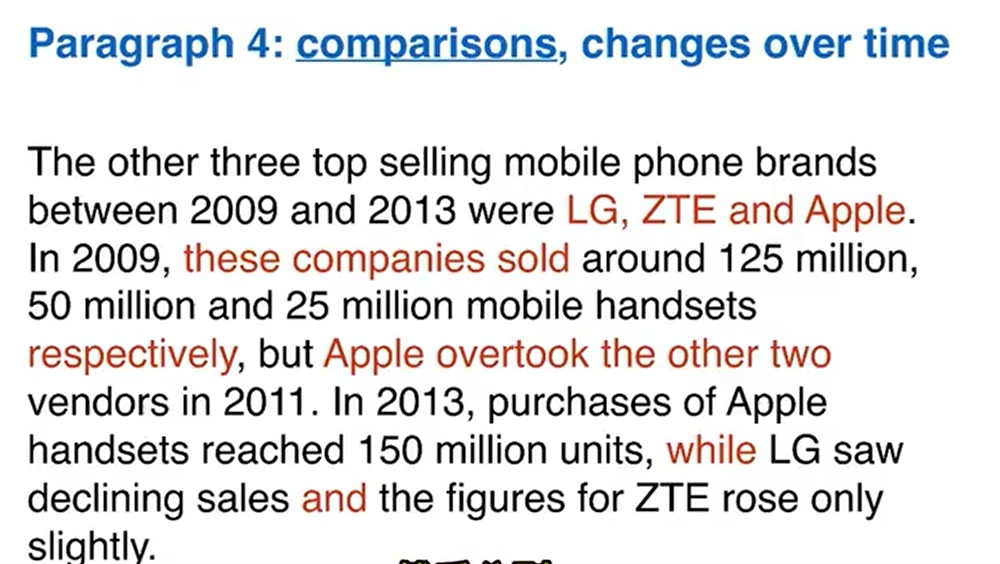 Paragraph 4: comparisons, changes over time
The other three top selling mobile phone brands
between 2009 and 2013 were LG, ZTE and Apple.
In 2009, these companies sold around 125 million,
50 million and 25 million mobile handsets
respectively, but Apple overtook the other two
vendors in 2011. In 2013, purchases of Apple
handsets reached 150 million units, while LG saw
declining sales and the figures for ZTE rose only
slightly.